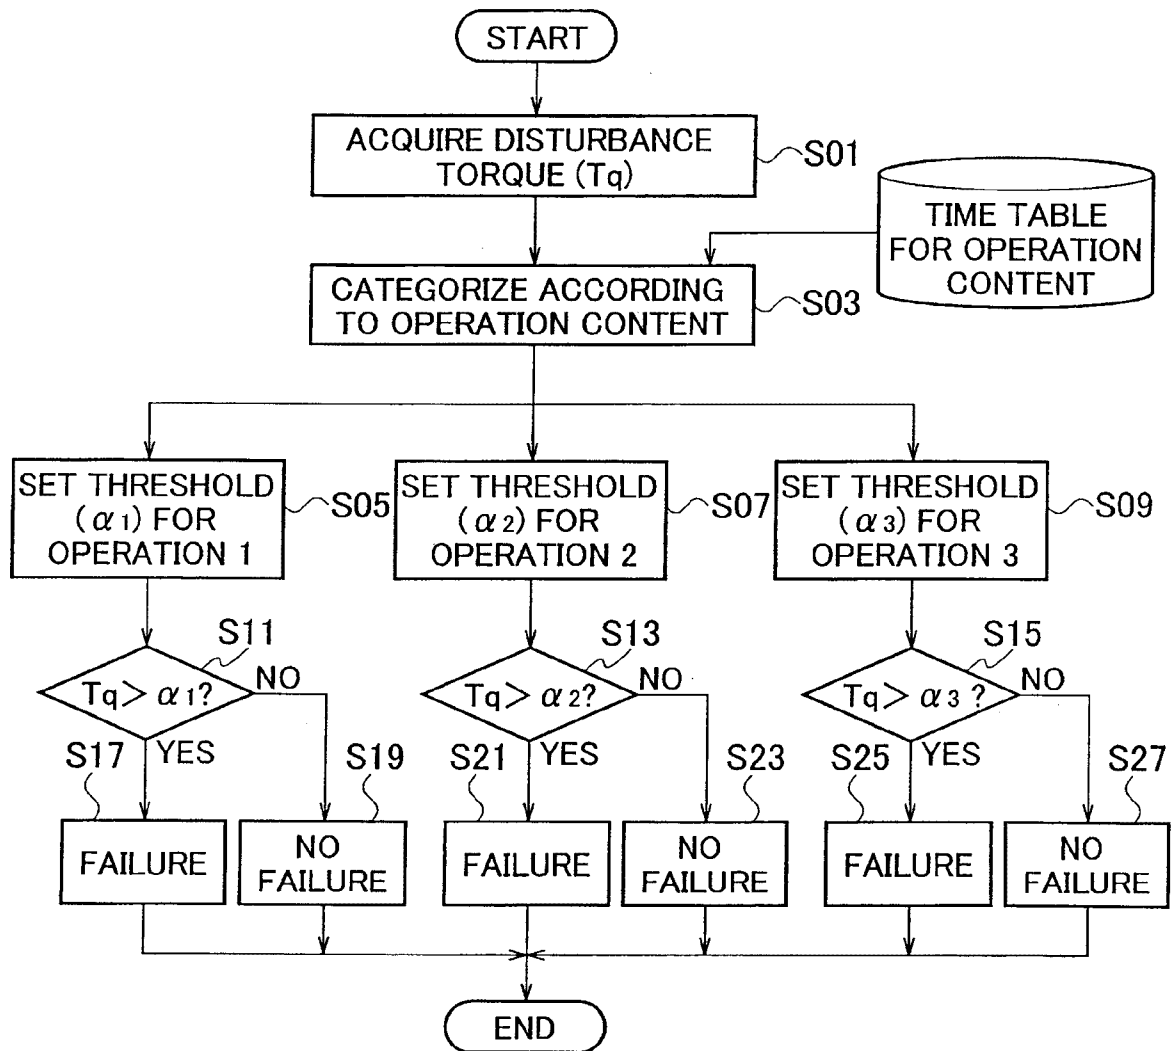 START
ACQUIRE DISTURBANCE
TORQUE (Tq)
S01
TIME TABLE
FOR OPERATION
CONTENT
CATEGORIZE ACCORDING
TO OPERATION CONTENT
S03
SET THRESHOLD
(α1) FOR
OPERATION 1
S05
SET THRESHOLD
(α2) FOR
OPERATION 2
S07
SET THRESHOLD
(α3) FOR
OPERATION 3
S09
S11
Tq> α1?
NO
YES
S13
Tq> α2?
NO
YES
S15
Tq> α3 ?
NO
YES
S17
FAILURE
S19
NO
FAILURE
S21
FAILURE
S23
NO
FAILURE
S25
FAILURE
S27
NO
FAILURE
END